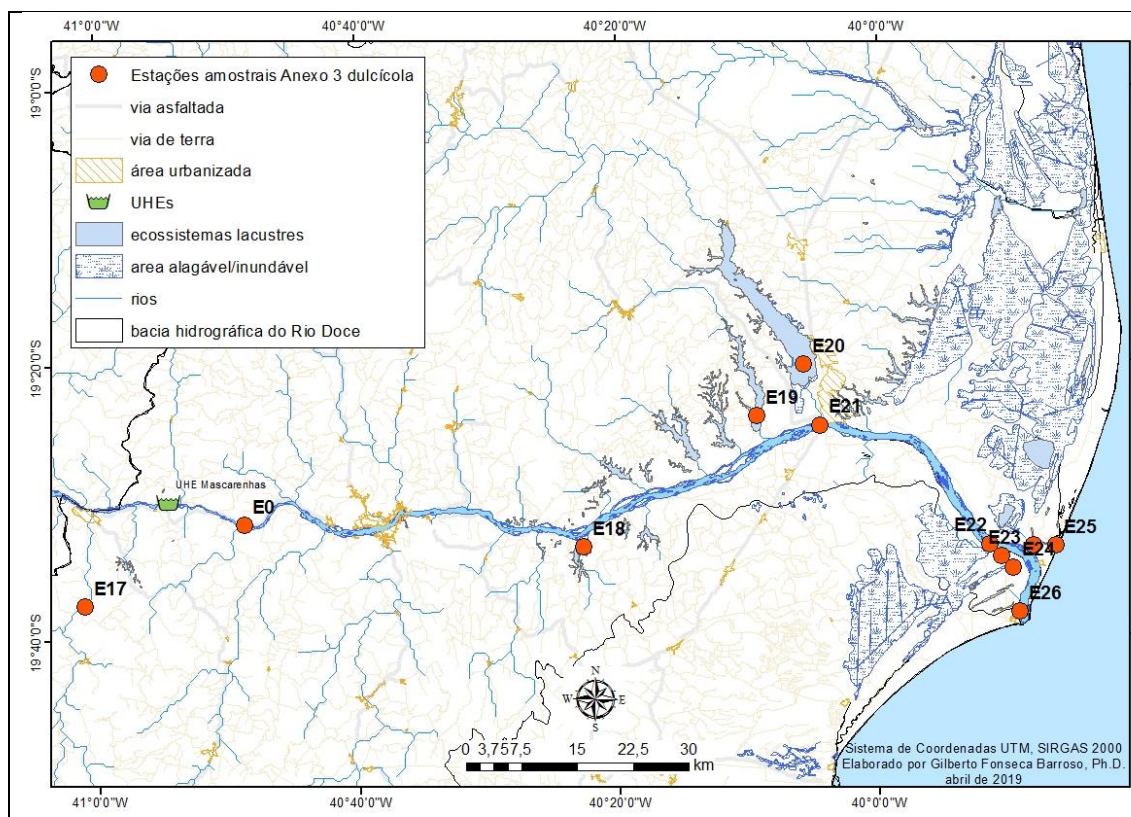 41°0'0"W 40°40'0"W 40°20'0"W 40°0'0"W
19°0'0"S
19°20'0"S
19°40'0"S
Estações amostrais Anexo 3 dulcícola
via asfaltada
via de terra
área urbanizada
UHEs
ecossistemas lacustres
area alagável/inundável
rios
bacia hidrográfica do Rio Doce
E20
E19
E21
UHE Mascarenhas
E0
E18
E22
E23
E25
E24
E17
E26
N
W E
S
0 3,75 7,5 15 22,5 30
km
Sistema de Coordenadas UTM, SIRGAS 2000
Elaborado por Gilberto Fonseca Barroso, Ph.D.
abril de 2019
41°0'0"W 40°40'0"W 40°20'0"W 40°0'0"W